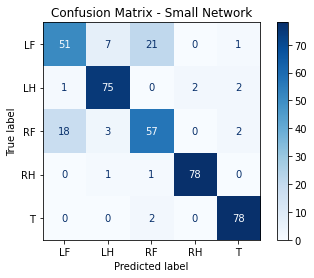 Confusion Matrix - Small Network
LF 51 7 21 0 1
LH 1 75 0 2 2
RF 18 3 57 0 2
RH 0 1 1 78 0
T 0 0 2 0 78
LF LH RF RH T
Predicted label
True label
70
60
50
40
30
20
10
0